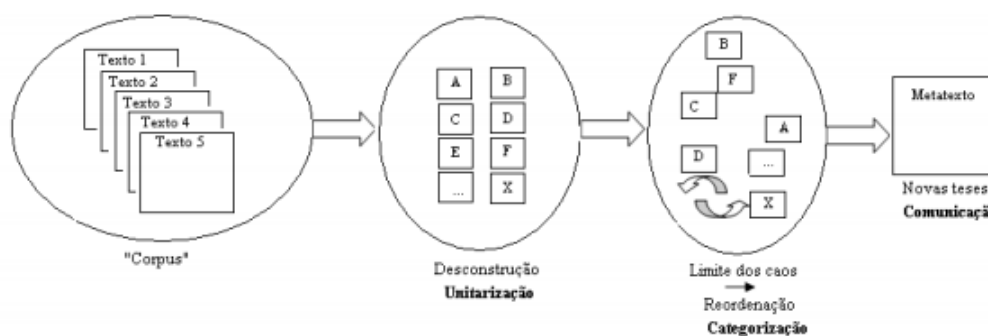 Texto 1
Texto 2
Texto 3
Texto 4
Texto 5
"Corpus"
A
B
C
D
E
F
...
X
Desconstrução
Unitarização
B
F
C
A
D
...
X
Limite dos caos
Reordenação
Categorização
Metatexto
Novas teses
Comunicaçã